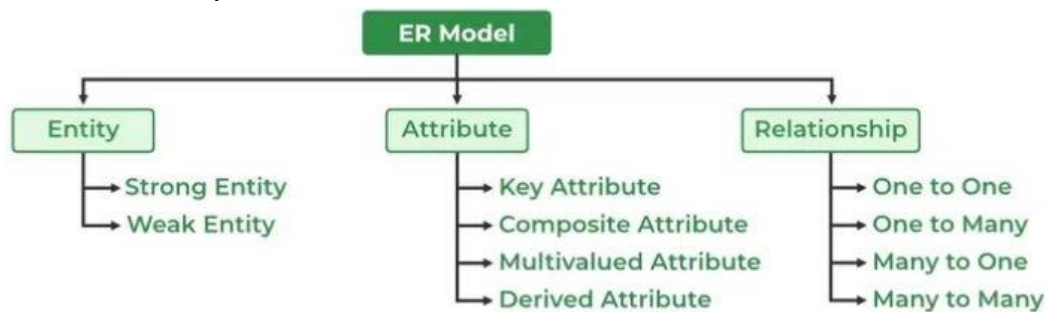 ER Model
Entity
Strong Entity
Weak Entity
Attribute
Key Attribute
Composite Attribute
Multivalued Attribute
Derived Attribute
Relationship
One to One
One to Many
Many to One
Many to Many